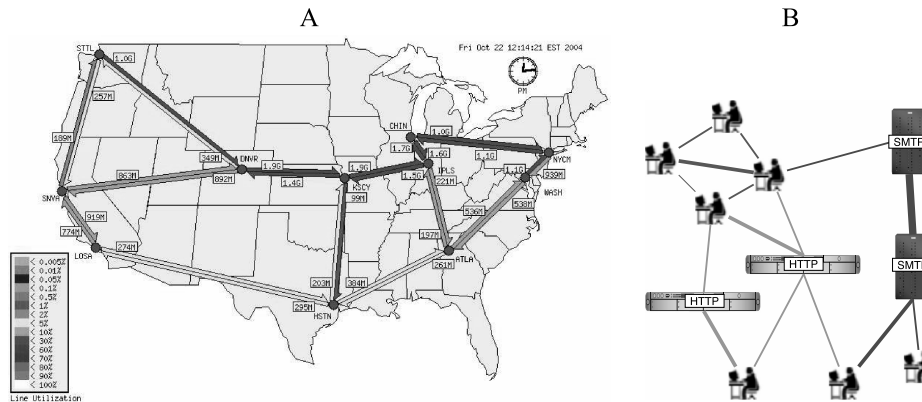 A
B
Fri Oct 22 12:14:21 EST 2004
PM
STTL
1.0G
257M
189M
CHIN
1.0G
1.7G
1.6G
1.1G
NYCM
DNVR
349M
1.9G
1.9G
IPLS
1.1G
939M
863M
892M
1.4G
KSCY
1.5G
221M
WASH
99M
SNVA
538M
919M
536M
774M
274M
197M
LOSA
ATLA
261M
203M
384M
295M
HSTN
< 0.005%
< 0.01%
< 0.05%
< 0.1%
< 0.5%
< 1%
< 2%
< 5%
< 10%
< 30%
< 60%
< 70%
< 80%
< 90%
< 100%
Line Utilization
SMTP
SMTP
HTTP
HTTP